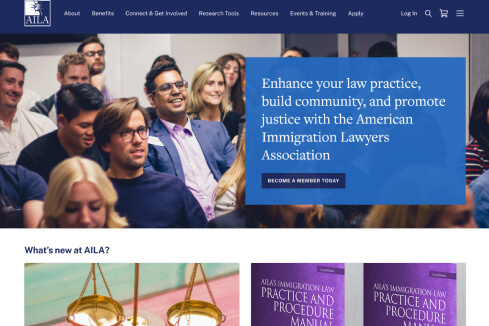 AILA
About Benefits Connect & Get Involved Research Tools Resources Events & Training Apply Log In
Enhance your law practice,
build community, and promote
justice with the American
Immigration Lawyers
Association
BECOME A MEMBER TODAY
What's new at AILA?
AILA'S IMMIGRATION LAW
PRACTICE AND
PROCEDURE
MANUAL
AILA'S IMMIGRATION LAW
PRACTICE AND
PROCEDURE
MANUAL